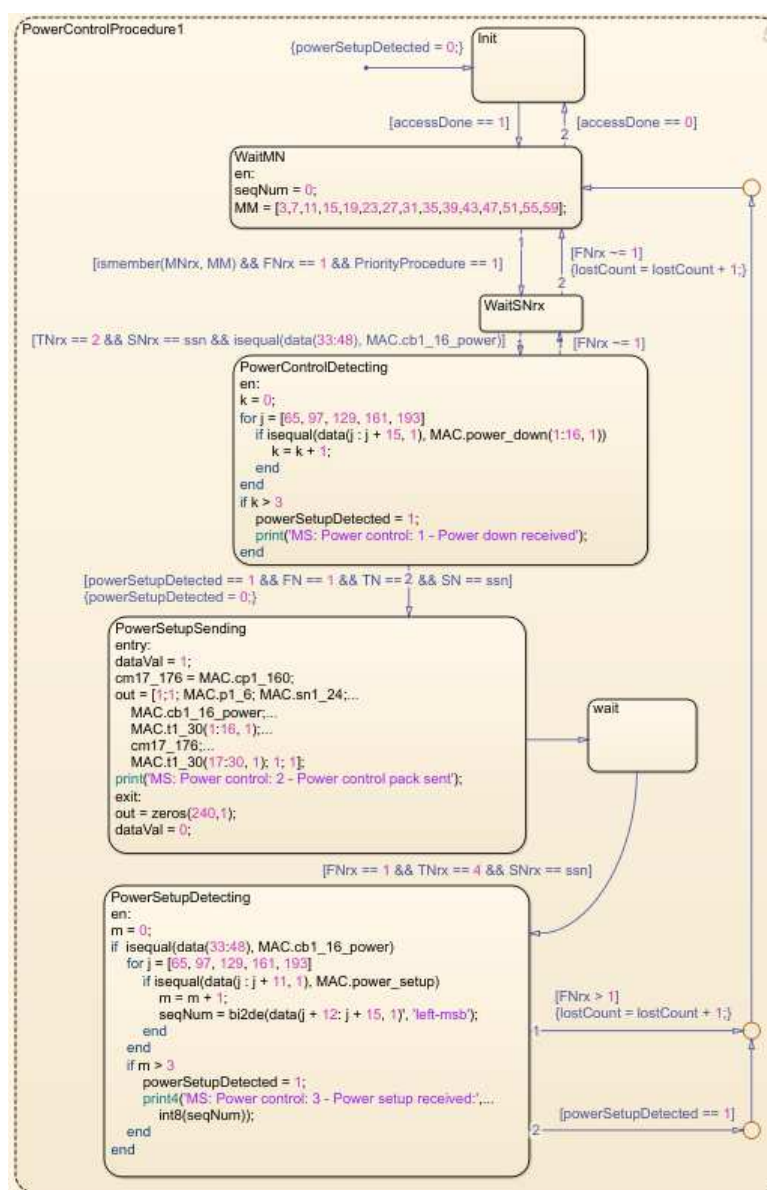 PowerControlProcedure1
{powerSetupDetected = 0;}
Init
[accessDone == 1]
[accessDone == 0]
2
WaitMN
en:
seqNum = 0;
MM = [3,7,11,15,19,23,27,31,35,39,43,47,51,55,59];
1
[ismember(MNrx, MM) && FNrx == 1 && PriorityProcedure == 1]
[FNrx ~= 1]
{lostCount = lostCount + 1;}
2
WaitSNrx
[TNrx == 2 && SNrx == ssn && isequal(data(33:48), MAC.cb1_16_power)]
[FNrx ~= 1]
PowerControlDetecting
en:
k = 0;
for j = [65, 97, 129, 161, 193]
if isequal(data(j : j + 15, 1), MAC.power_down(1:16, 1))
k = k + 1;
end
end
if k > 3
powerSetupDetected = 1;
print('MS: Power control: 1 - Power down received');
end
[powerSetupDetected == 1 && FN == 1 && TN == 2 && SN == ssn]
{powerSetupDetected = 0;}
PowerSetupSending
entry:
dataVal = 1;
cm17_176 = MAC.cp1_160;
out = [1;1; MAC.p1_6; MAC.sn1_24;...
MAC.cb1_16_power;...
MAC.t1_30(1:16, 1);...
cm17_176;...
MAC.t1_30(17:30, 1); 1; 1];
print('MS: Power control: 2 - Power control pack sent');
exit:
out = zeros(240,1);
dataVal = 0;
wait
[FNrx == 1 && TNrx == 4 && SNrx == ssn]
PowerSetupDetecting
en:
m = 0;
if isequal(data(33:48), MAC.cb1_16_power)
for j = [65, 97, 129, 161, 193]
if isequal(data(j : j + 11, 1), MAC.power_setup)
m = m + 1;
seqNum = bi2de(data(j + 12: j + 15, 1)', 'left-msb');
end
end
if m > 3
powerSetupDetected = 1;
print4('MS: Power control: 3 - Power setup received:',...
int8(seqNum));
end
end
[FNrx > 1]
{lostCount = lostCount + 1;}
1
[powerSetupDetected == 1]
2